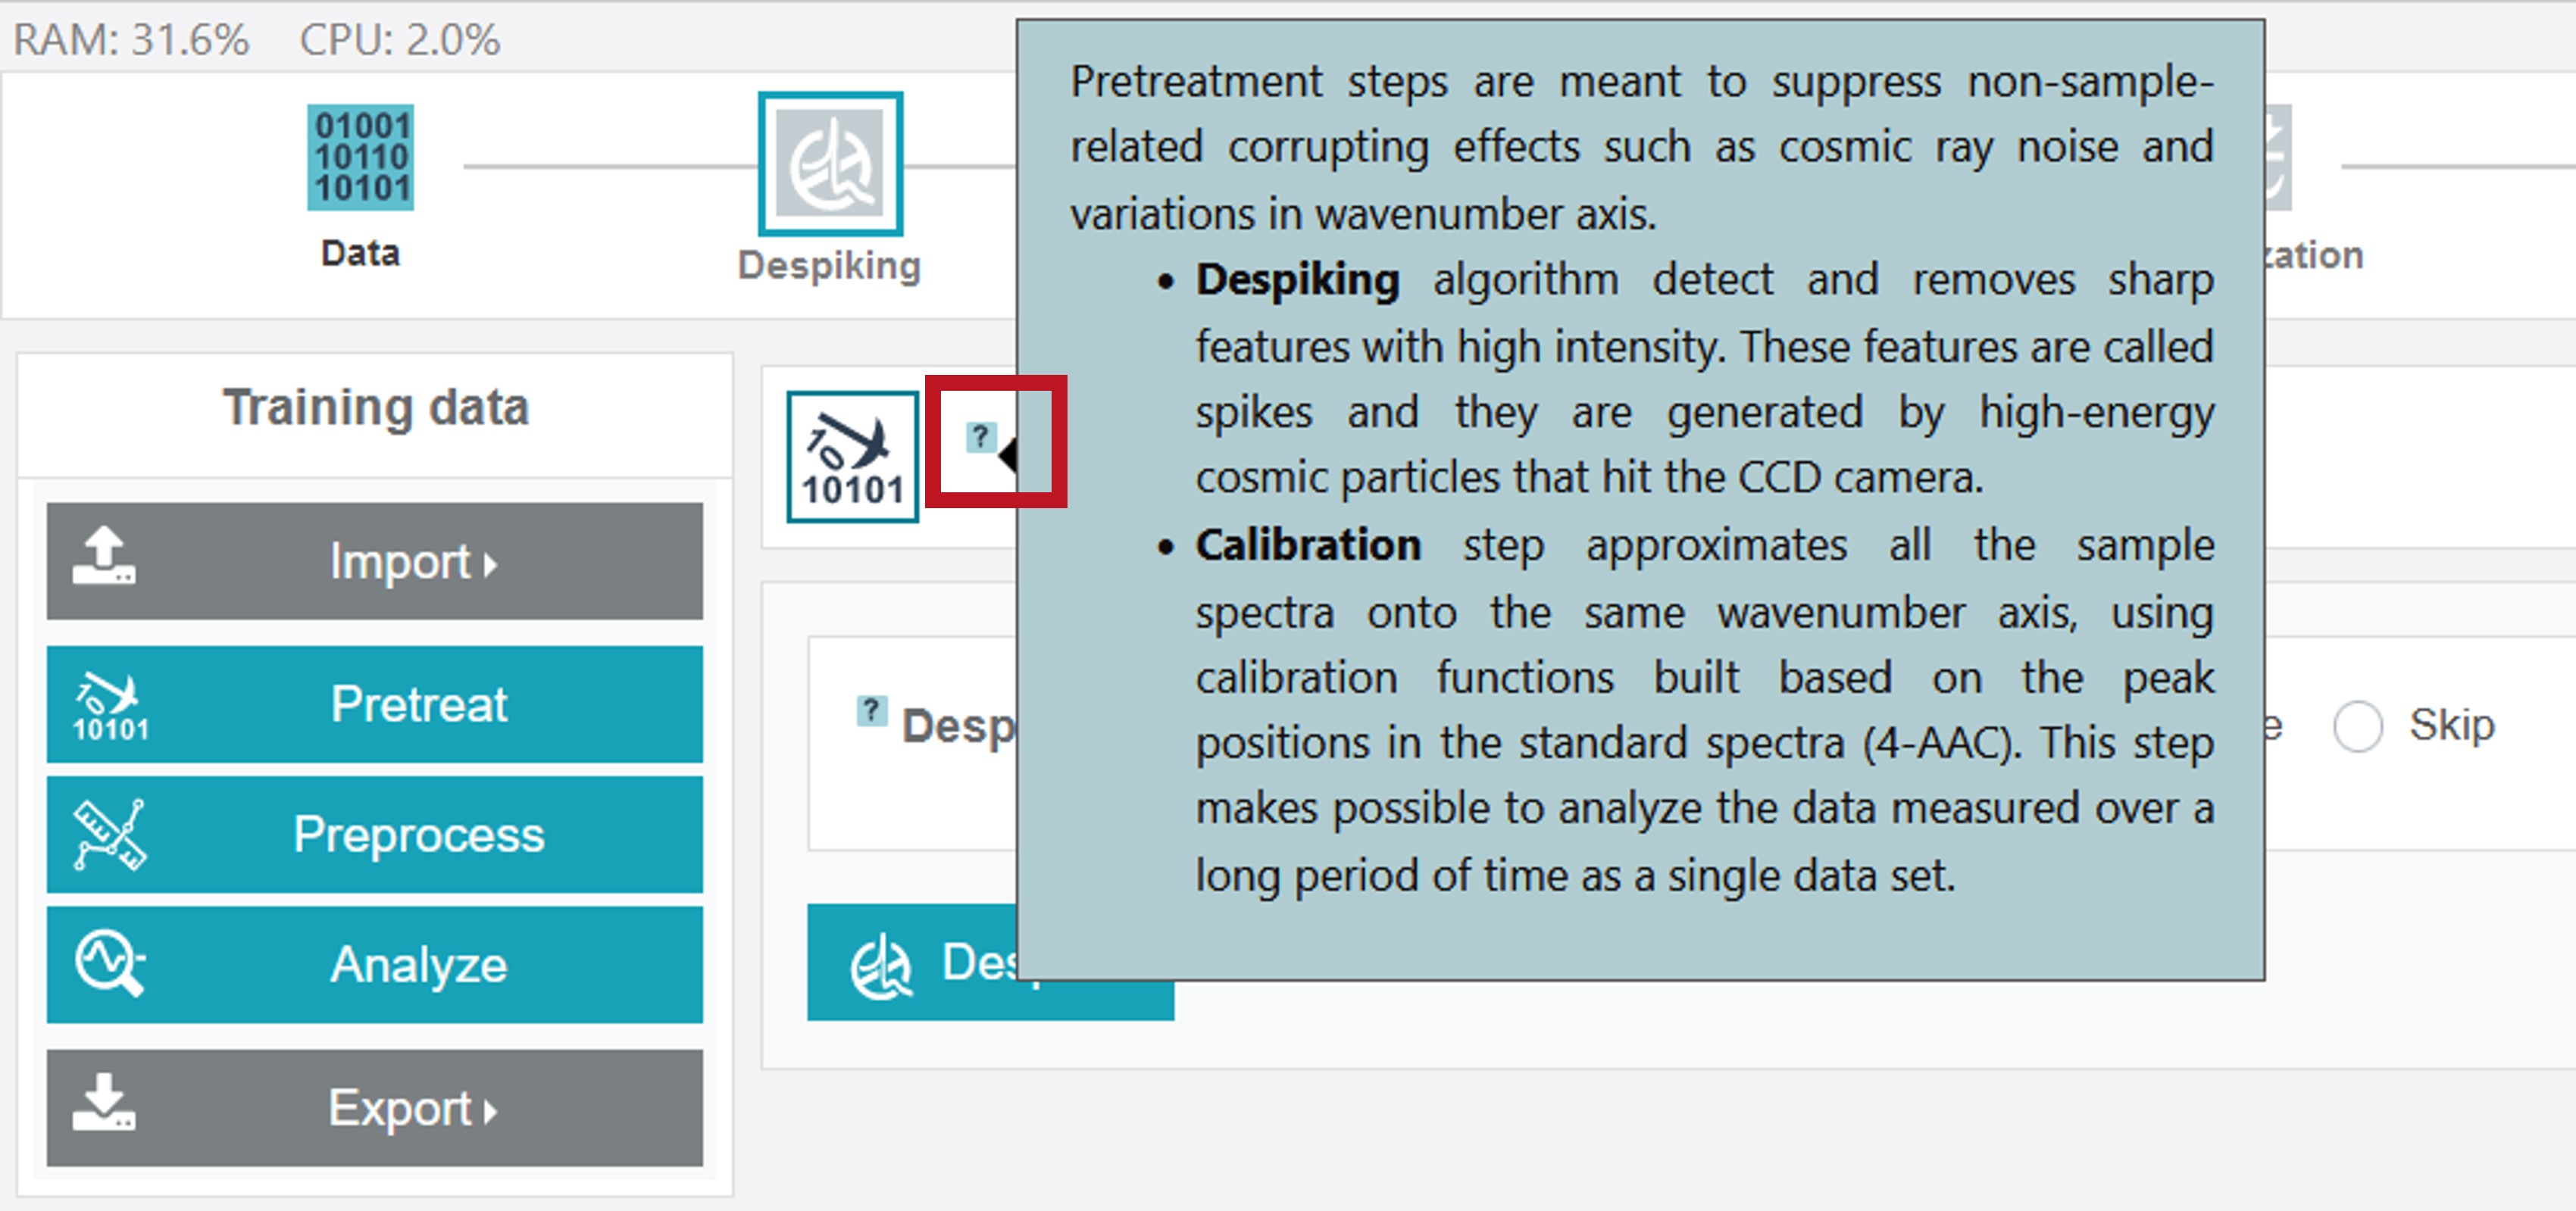 RAM: 31.6% CPU: 2.0%
01001
10110
10101
Data
Despiking
Training data
Import
10
10101
Pretreat
Preprocess
Analyze
Export
10
10101
?
?
Pretreatment steps are meant to suppress non-sample-
related corrupting effects such as cosmic ray noise and
variations in wavenumber axis.
• Despiking algorithm detect and removes sharp
features with high intensity. These features are called
spikes and they are generated by high-energy
cosmic particles that hit the CCD camera.
• Calibration step approximates all the sample
spectra onto the same wavenumber axis, using
calibration functions built based on the peak
positions in the standard spectra (4-AAC). This step
makes possible to analyze the data measured over a
long period of time as a single data set.
Skip